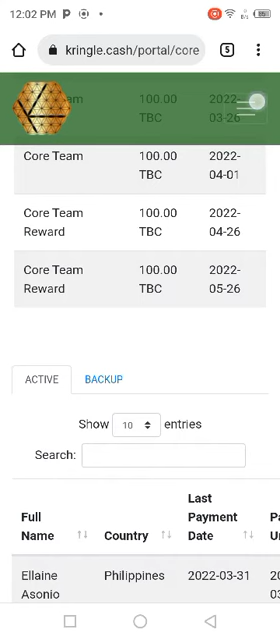 12:02 PM
kringle.cash/portal/core
5
100.00 2022-
TBC 03-26
Core Team 100.00 2022-
TBC 04-01
Core Team 100.00 2022-
Reward TBC 04-26
Core Team 100.00 2022-
Reward TBC 05-26
ACTIVE BACKUP
Show 10 entries
Search:
Last
Payment
Full Date
Name Country
Ellaine Philippines 2022-03-31
Asonio